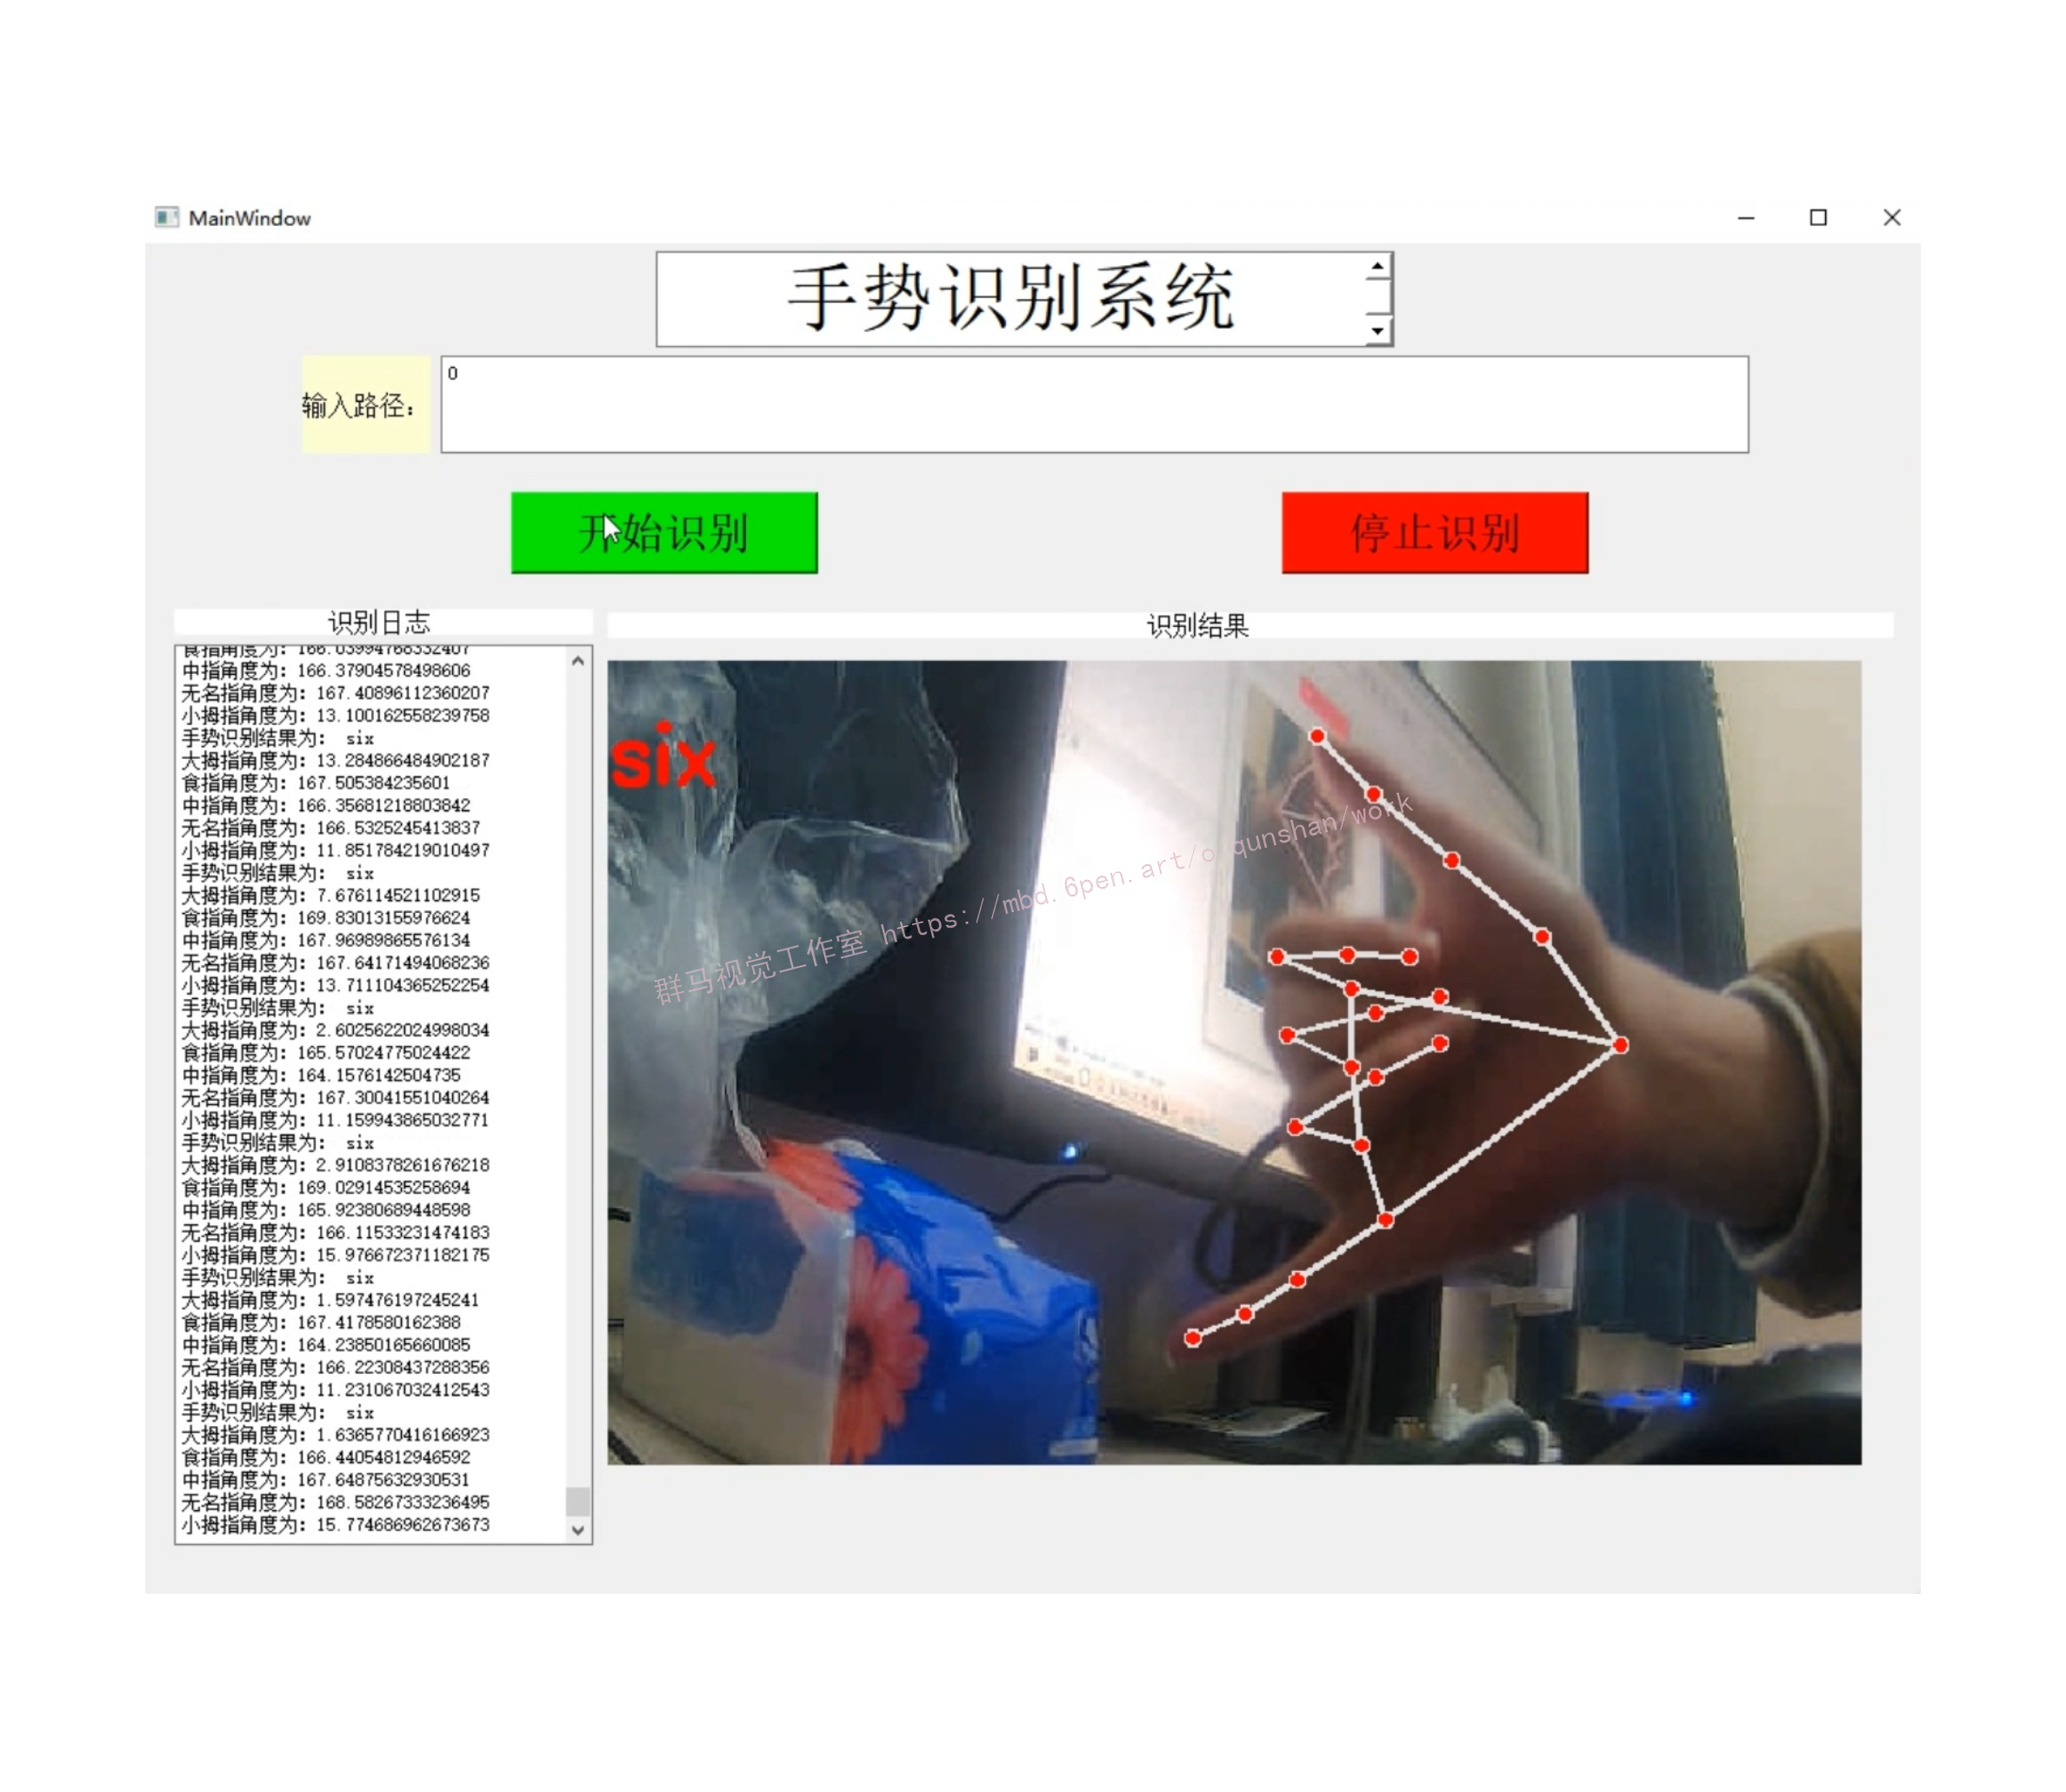 MainWindow
手势识别系统
输入路径：
0
开始识别
停止识别
识别日志
识别结果
食指角度为：166.03994768332407
中指角度为：166.37904578498606
无名指角度为：167.40896112360207
小拇指角度为：13.100162558239758
手势识别结果为： six
大拇指角度为：13.284866484902187
食指角度为：167.505384235601
中指角度为：166.35681218803842
无名指角度为：166.5325245413837
小拇指角度为：11.851784219010497
手势识别结果为： six
大拇指角度为：7.676114521102915
食指角度为：169.83013155976624
中指角度为：167.96989865576134
无名指角度为：167.64171494068236
小拇指角度为：13.711104365252254
手势识别结果为： six
大拇指角度为：2.6025622024998034
食指角度为：165.57024775024422
中指角度为：164.1576142504735
无名指角度为：167.30041551040264
小拇指角度为：11.159943865032771
手势识别结果为： six
大拇指角度为：2.9108378261676218
食指角度为：169.02914535258694
中指角度为：165.92380689448598
无名指角度为：166.11533231474183
小拇指角度为：15.976672371182175
手势识别结果为： six
大拇指角度为：1.597476197245241
食指角度为：167.4178580162388
中指角度为：164.23850165660085
无名指角度为：166.22308437288356
小拇指角度为：11.231067032412543
手势识别结果为： six
大拇指角度为：1.6365770416166923
食指角度为：166.44054812946592
中指角度为：167.64875632930531
无名指角度为：168.58267333236495
小拇指角度为：15.774686962673673
six
群马视觉工作室 https://mbd.6pen.art/o/qunshan/work